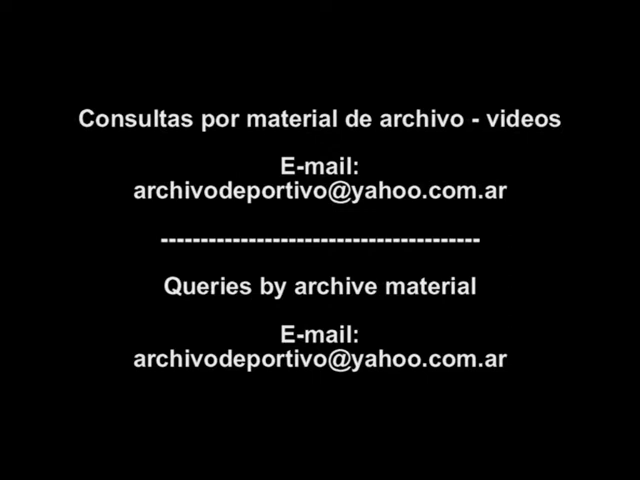 Consultas por material de archivo - videos
E-mail:
archivodeportivo@yahoo.com.ar
----------------------------------------
Queries by archive material
E-mail:
archivodeportivo@yahoo.com.ar